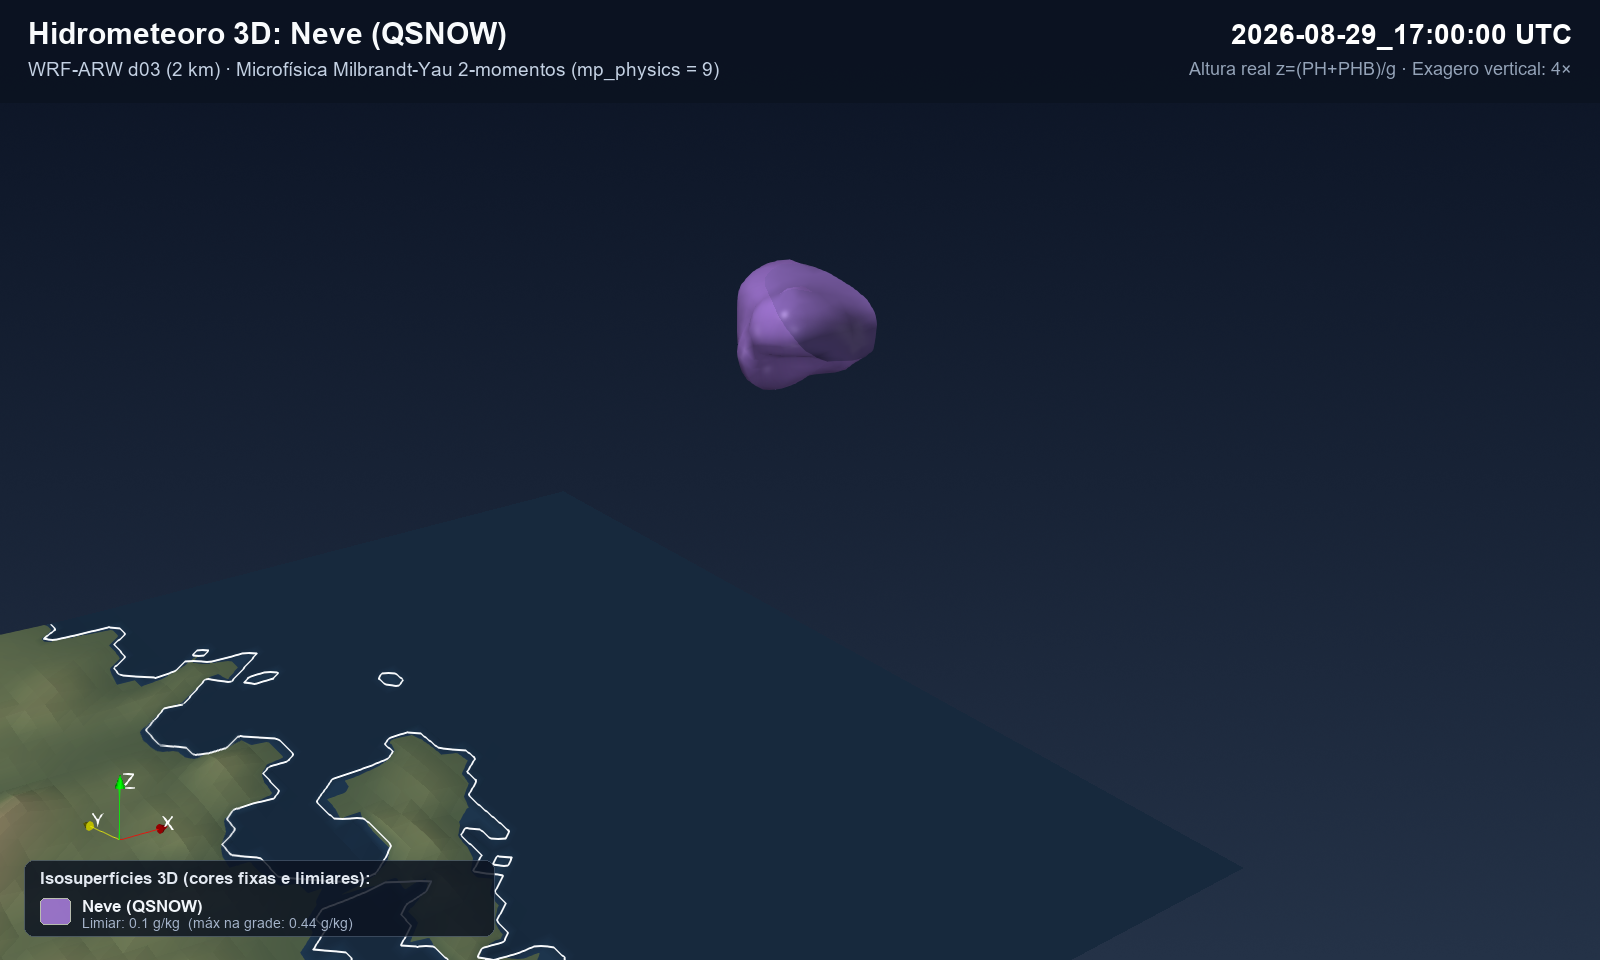 Hidrometeoro 3D: Neve (QSNOW)
2026-08-29_17:00:00 UTC
WRF-ARW d03 (2 km) · Microfísica Milbrandt-Yau 2-momentos (mp_physics = 9)
Altura real z=(PH+PHB)/g · Exagero vertical: 4×
Z
Y
X
Isosuperfícies 3D (cores fixas e limiares):
Neve (QSNOW)
Limiar: 0.1 g/kg (máx na grade: 0.44 g/kg)